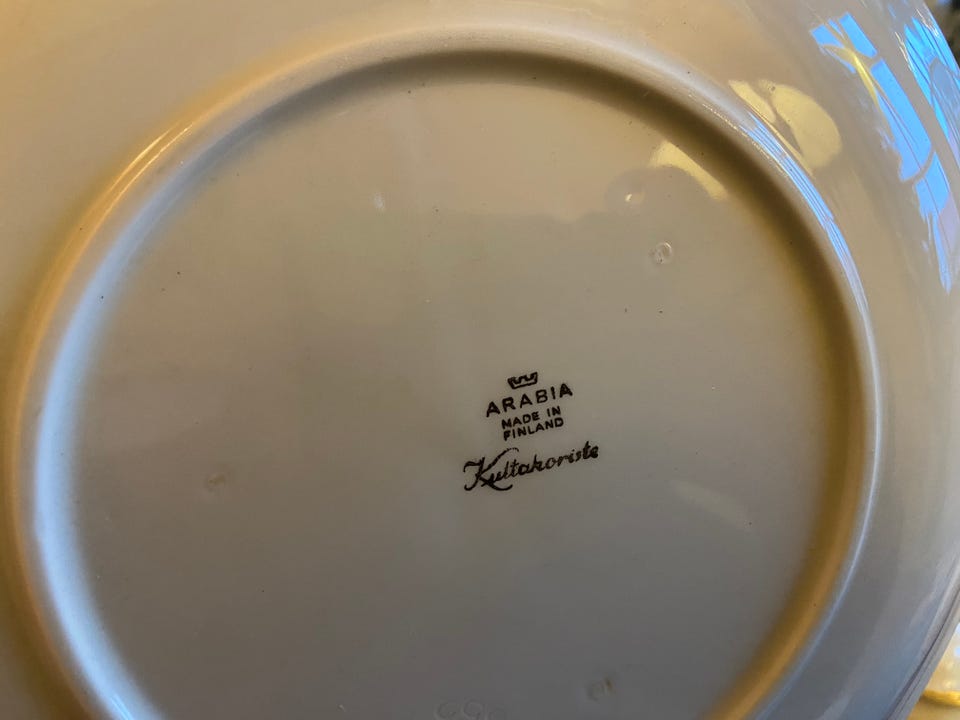 ARABIA
MADE IN
FINLAND
Kultakoriste